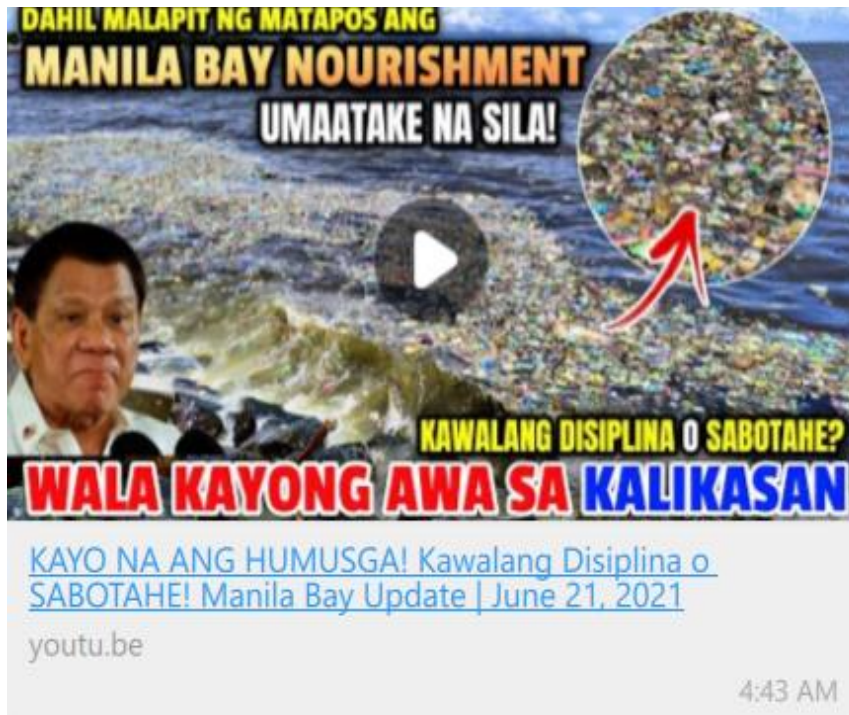 DAHIL MALAPIT NG MATAPOS ANG
MANILA BAY NOURISHMENT
UMAATAKE NA SILA!
KAWALANG DISIPLINA O SABOTAHE?
WALA KAYONG AWA SA KALIKASAN
KAYO NA ANG HUMUSGA! Kawalang Disiplina o
SABOTAHE! Manila Bay Update | June 21, 2021
youtu.be
4:43 AM